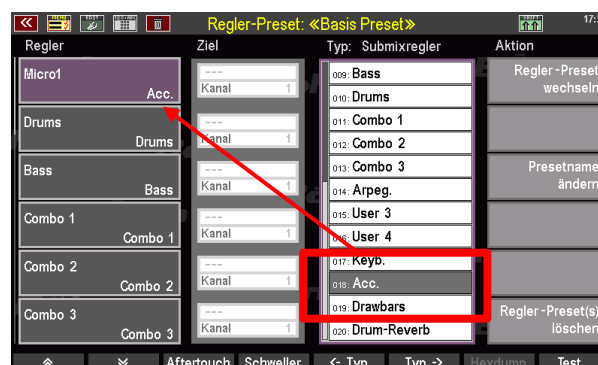 Regler-Preset: «Basis Preset»
17:
Regler
Ziel
Typ: Submixregler
Aktion
Micro1
Acc.
Drums
Drums
Bass
Bass
Combo 1
Combo 1
Combo 2
Combo 2
Combo 3
Combo 3
---
Kanal 1
---
Kanal 1
---
Kanal 1
---
Kanal 1
---
Kanal 1
---
Kanal 1
009: Bass
010: Drums
011: Combo 1
012: Combo 2
013: Combo 3
014: Arpeg.
015: User 3
016: User 4
017: Keyb.
018: Acc.
019: Drawbars
020: Drum-Reverb
Regler-Preset
wechseln
Presetname
ändern
Regler-Preset(s)
löschen
Aftertouch Schweller <- Typ Typ -> Hexdump Test